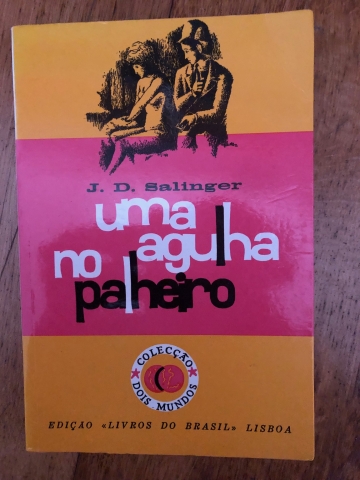 J. D. Salinger
uma
agulha
no
palheiro
COLECÇÃO
DOIS MUNDOS
EDIÇÃO «LIVROS DO BRASIL» LISBOA